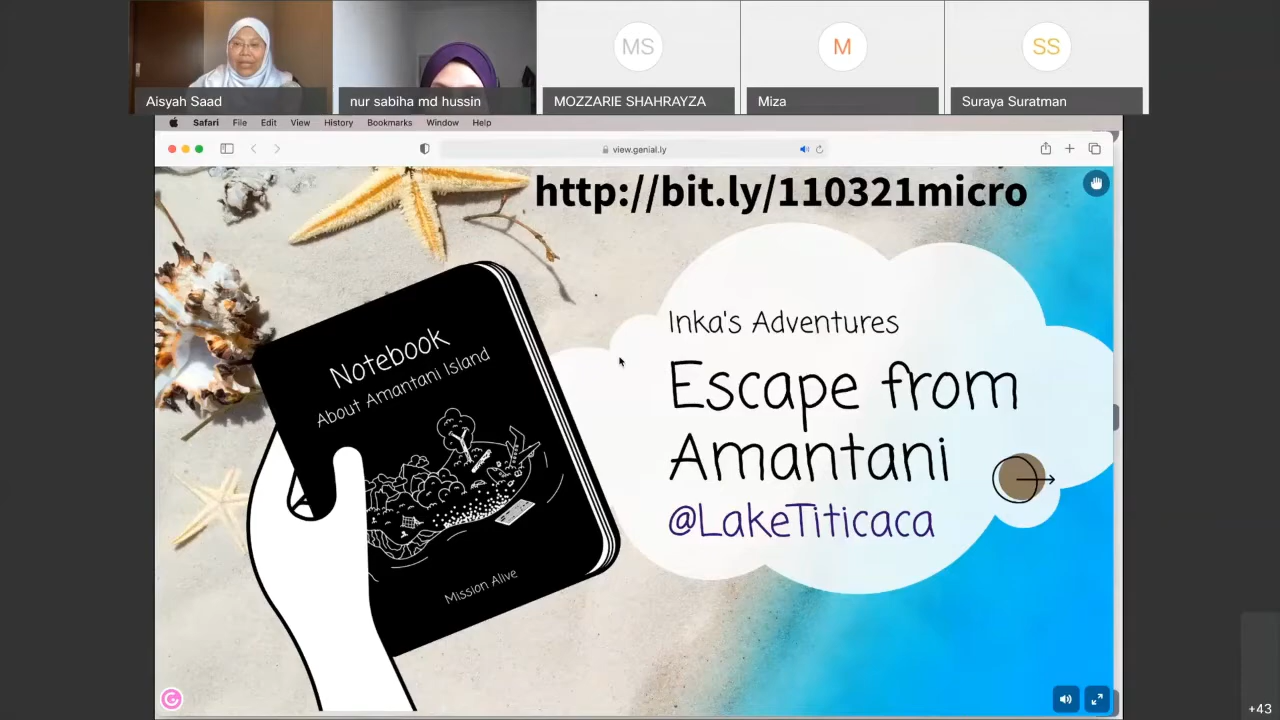 MS
M
SS
Aisyah Saad
nur sabiha md hussin
MOZZARIE SHAHRAYZA
Miza
Suraya Suratman
Safari File Edit View History Bookmarks Window Help
view.genial.ly
http://bit.ly/110321micro
Notebook
About Amantani Island
Mission Alive
Inka's Adventures
Escape from
Amantani
@LakeTiticaca
+43